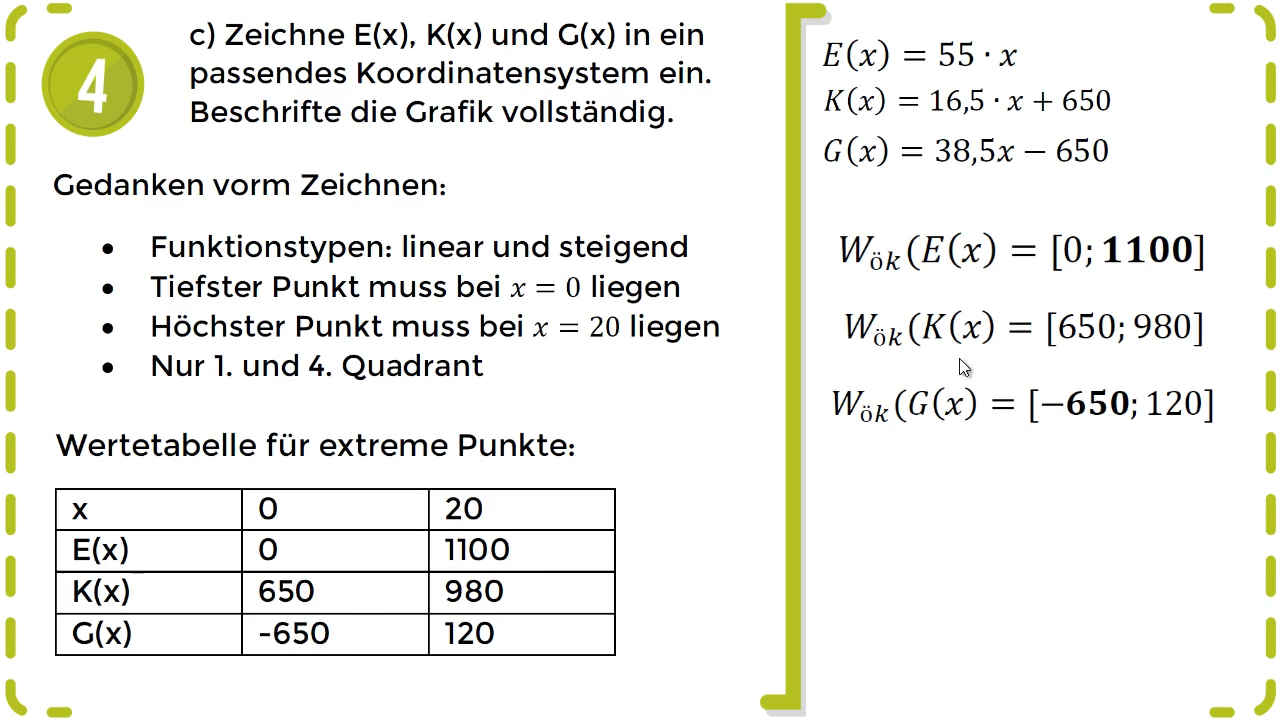 4
c) Zeichne E(x), K(x) und G(x) in ein
passendes Koordinatensystem ein.
Beschrifte die Grafik vollständig.
Gedanken vorm Zeichnen:
• Funktionstypen: linear und steigend
• Tiefster Punkt muss bei x = 0 liegen
• Höchster Punkt muss bei x = 20 liegen
• Nur 1. und 4. Quadrant
Wertetabelle für extreme Punkte:
x 0 20
E(x) 0 1100
K(x) 650 980
G(x) -650 120
E(x) = 55 · x
K(x) = 16,5 · x + 650
G(x) = 38,5x − 650
Wök(E(x) = [0; 1100]
Wök(K(x) = [650; 980]
Wök(G(x) = [−650; 120]